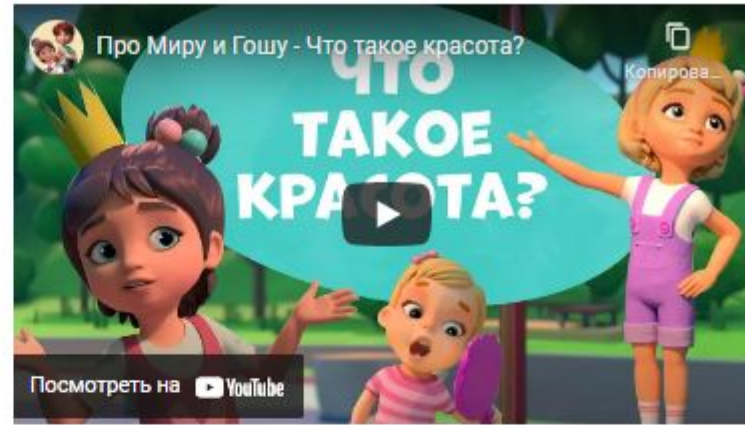 Про Миру и Гошу - Что такое красота?
Копирова...
ЧТО
ТАКОЕ
КРАСОТА?
Посмотреть на YouTube